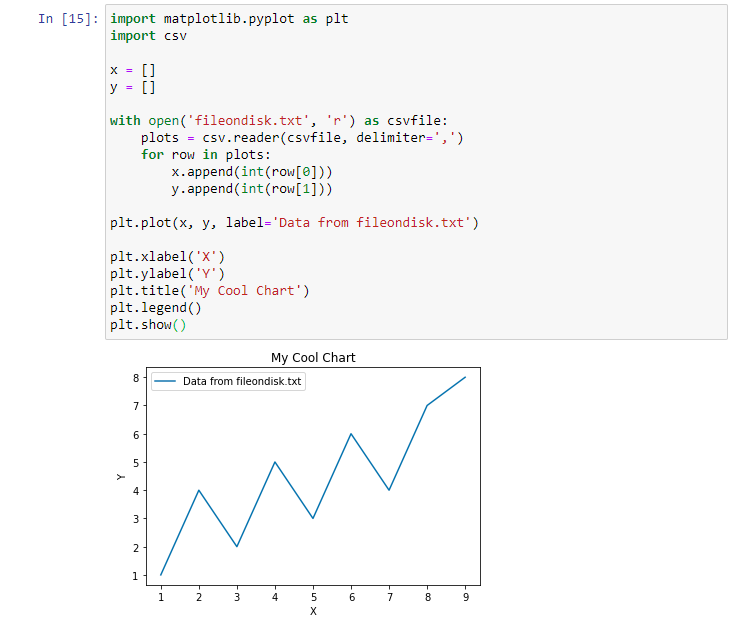 In [15]: import matplotlib.pyplot as plt
import csv

x = []
y = []

with open('fileondisk.txt', 'r') as csvfile:
    plots = csv.reader(csvfile, delimiter=',')
    for row in plots:
        x.append(int(row[0]))
        y.append(int(row[1]))

plt.plot(x, y, label='Data from fileondisk.txt')

plt.xlabel('X')
plt.ylabel('Y')
plt.title('My Cool Chart')
plt.legend()
plt.show()
My Cool Chart
Data from fileondisk.txt
8
7
6
5
4
3
2
1
Y
1 2 3 4 5 6 7 8 9
X